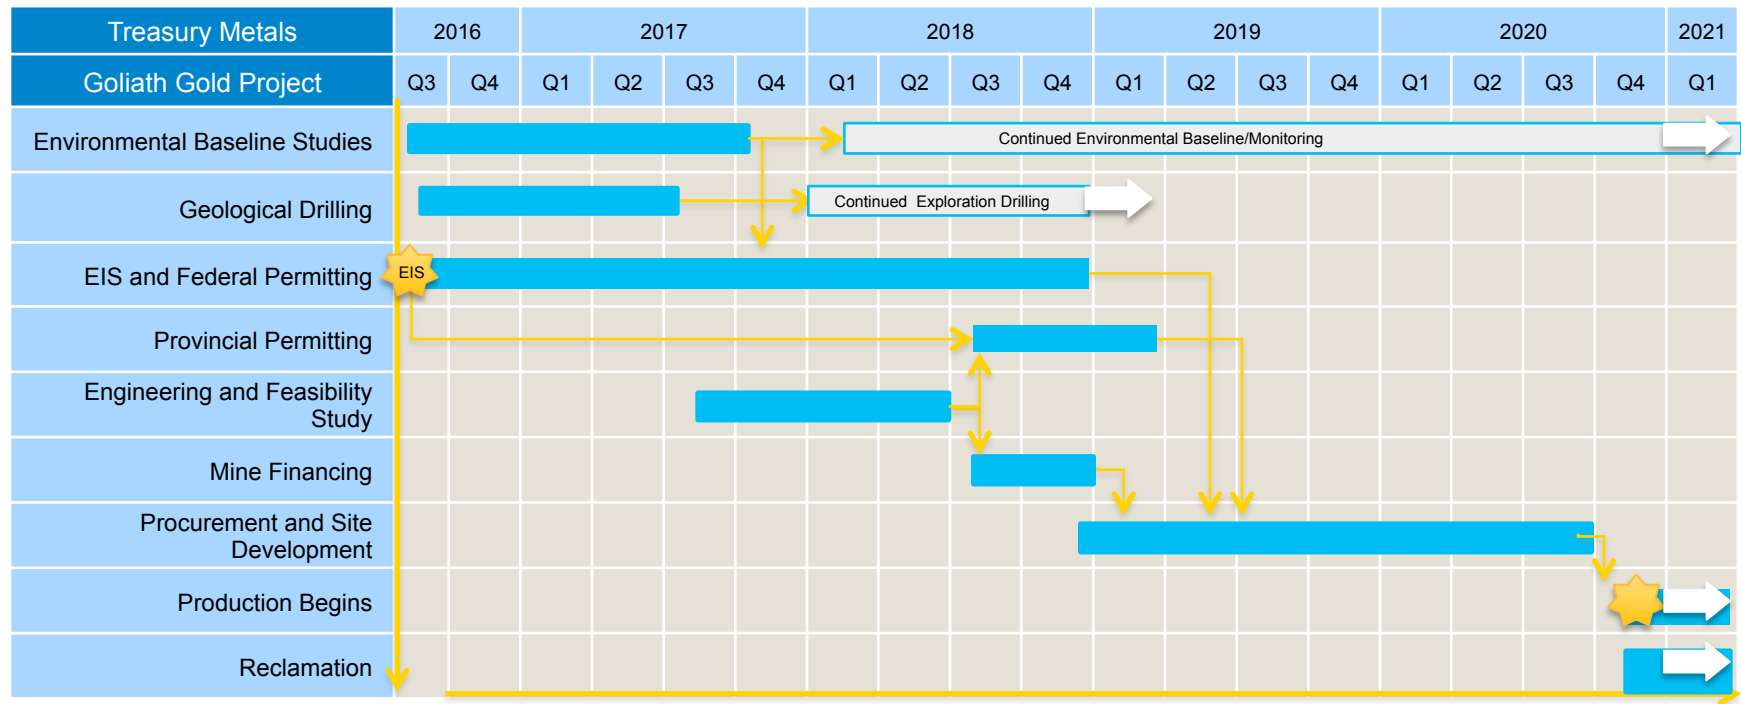 Treasury Metals
2016 2017 2018 2019 2020 2021
Goliath Gold Project
Q3 Q4 Q1 Q2 Q3 Q4 Q1 Q2 Q3 Q4 Q1 Q2 Q3 Q4 Q1 Q2 Q3 Q4 Q1
Environmental Baseline Studies
Continued Environmental Baseline/Monitoring
Geological Drilling
Continued Exploration Drilling
EIS and Federal Permitting
EIS
Provincial Permitting
Engineering and Feasibility
Study
Mine Financing
Procurement and Site
Development
Production Begins
Reclamation